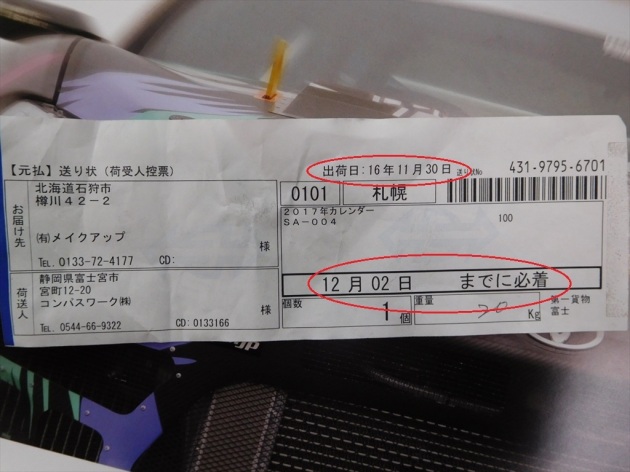 【元払】送り状（荷受人控票）
出荷日:16年11月30日
送り状No 431-9795-6701
お届け先
北海道石狩市
樽川42-2
㈲メイクアップ
様
TEL. 0133-72-4177 CD:
0101 札幌
2017年カレンダー
SA-004
100
12月02日 までに必着
荷送人
静岡県富士宮市
宮町12-20
コンパスワーク㈱
様
TEL. 0544-66-9322 CD: 0133166
個数
1個
重量
20 Kg
第一貨物
富士